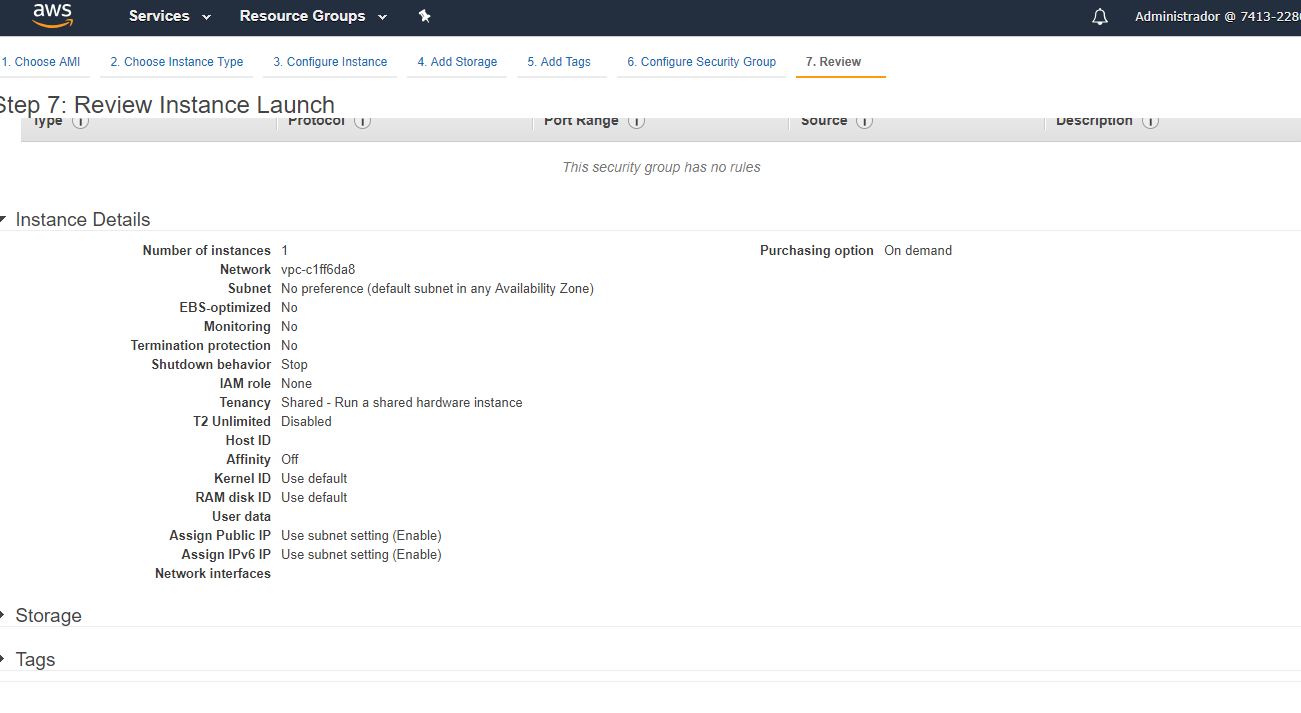 aws Services Resource Groups Administrador @ 7413-228
1. Choose AMI 2. Choose Instance Type 3. Configure Instance 4. Add Storage 5. Add Tags 6. Configure Security Group 7. Review
Step 7: Review Instance Launch
Type Protocol Port Range Source Description
This security group has no rules
Instance Details
Number of instances 1 Purchasing option On demand
Network vpc-c1ff6da8
Subnet No preference (default subnet in any Availability Zone)
EBS-optimized No
Monitoring No
Termination protection No
Shutdown behavior Stop
IAM role None
Tenancy Shared - Run a shared hardware instance
T2 Unlimited Disabled
Host ID
Affinity Off
Kernel ID Use default
RAM disk ID Use default
User data
Assign Public IP Use subnet setting (Enable)
Assign IPv6 IP Use subnet setting (Enable)
Network interfaces
Storage
Tags